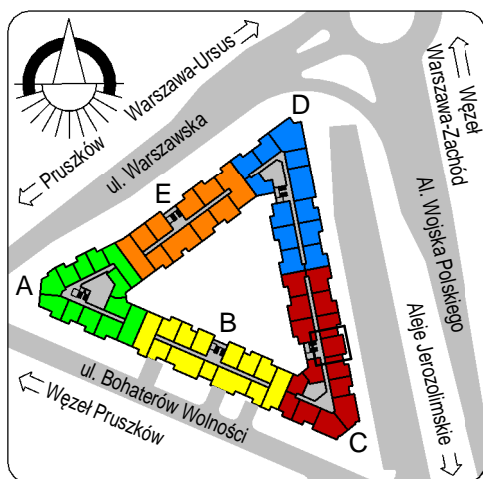 Warszawa-Ursus
Pruszków
ul. Warszawska
D
E
A
B
C
Węzeł
Warszawa-Zachód
Al. Wojska Polskiego
Aleje Jerozolimskie
ul. Bohaterów Wolności
Węzeł Pruszków